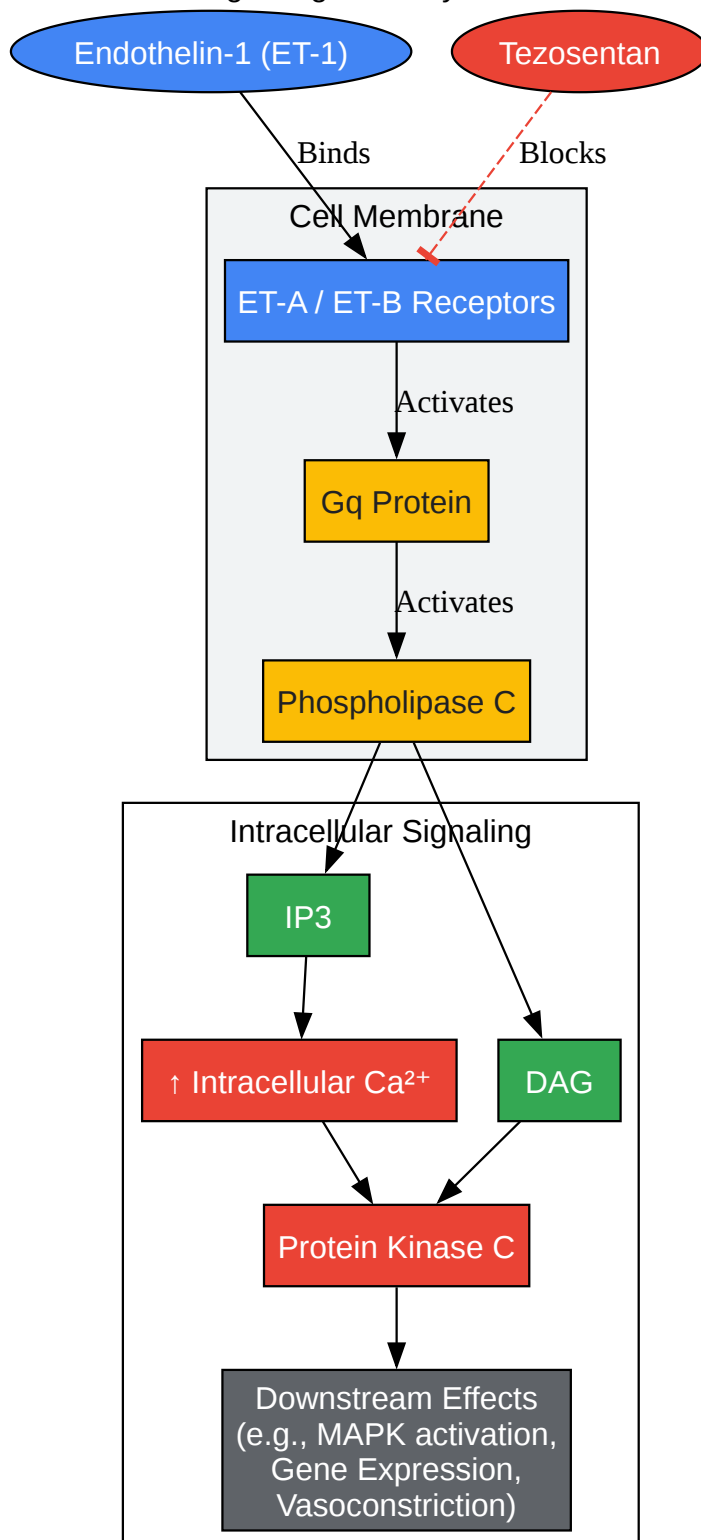 Endothelin-1 (ET-1)
Tezosentan
Binds
Blocks
Cell Membrane
ET-A / ET-B Receptors
Activates
Gq Protein
Activates
Phospholipase C
Intracellular Signaling
IP3
↑ Intracellular Ca²⁺
DAG
Protein Kinase C
Downstream Effects
(e.g., MAPK activation,
Gene Expression,
Vasoconstriction)